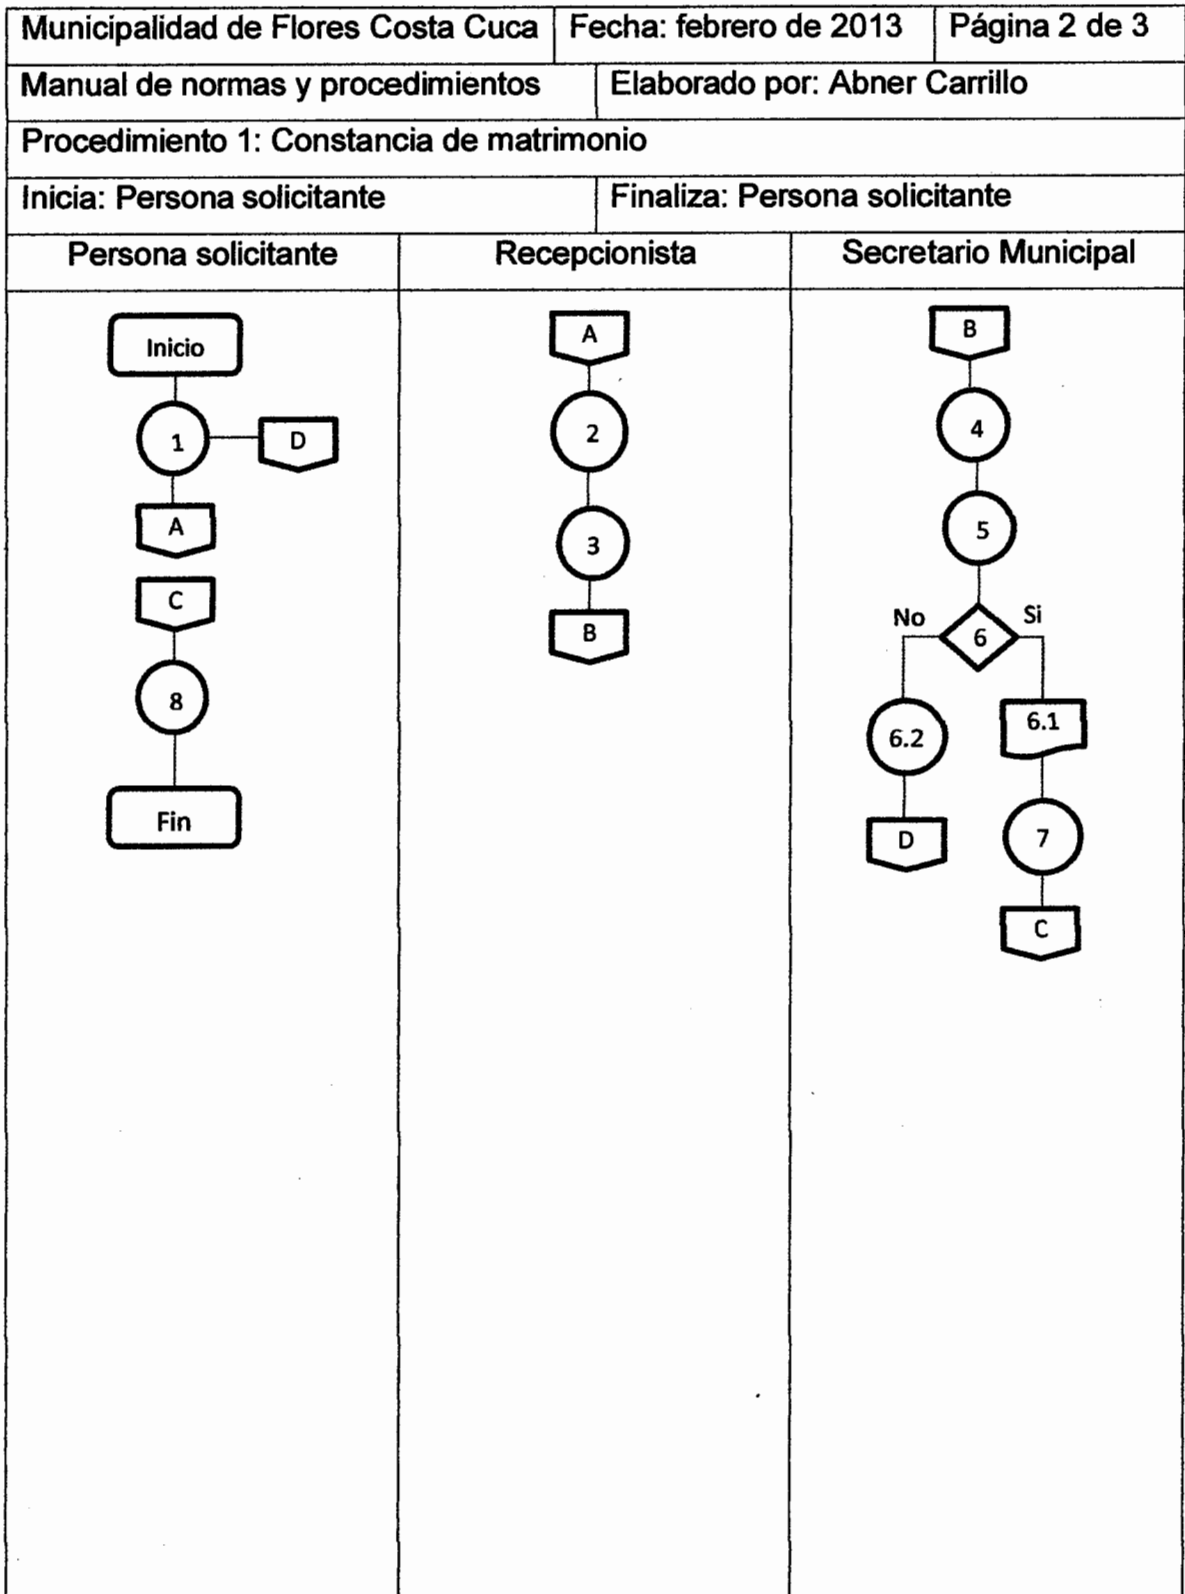 Municipalidad de Flores Costa Cuca Fecha: febrero de 2013 Página 2 de 3
Manual de normas y procedimientos Elaborado por: Abner Carrillo
Procedimiento 1: Constancia de matrimonio
Inicia: Persona solicitante Finaliza: Persona solicitante
Persona solicitante Recepcionista Secretario Municipal
Inicio
1 D
A
C
8
Fin
A
2
3
B
B
4
5
No 6 Si
6.2 6.1
D 7
C